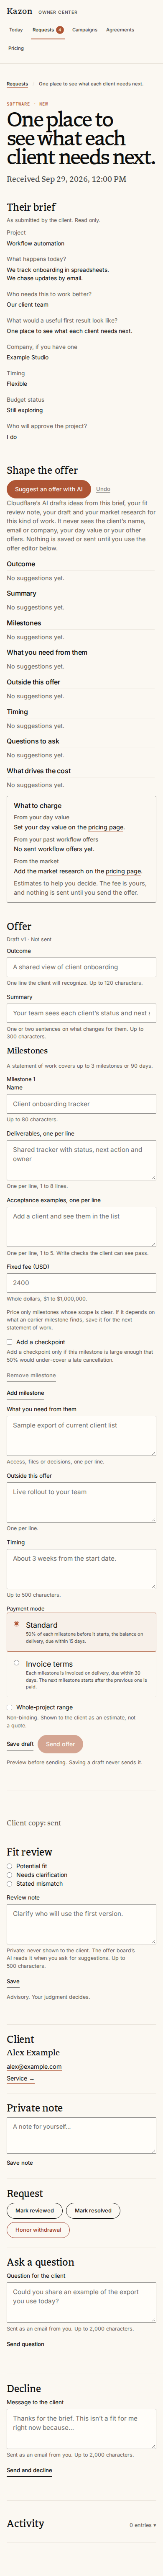 Kazon OWNER CENTER
Today Requests 4 Campaigns Agreements
Pricing
Requests One place to see what each client needs next.
SOFTWARE · NEW
One place to
see what each
client needs next.
Received Sep 29, 2026, 12:00 PM
Their brief
As submitted by the client. Read only.
Project
Workflow automation
What happens today?
We track onboarding in spreadsheets.
We chase updates by email.
Who needs this to work better?
Our client team
What would a useful first result look like?
One place to see what each client needs next.
Company, if you have one
Example Studio
Timing
Flexible
Budget status
Still exploring
Who will approve the project?
I do
Shape the offer
Suggest an offer with AI Undo
Cloudflare's AI drafts ideas from this brief, your fit
review note, your draft and your market research for
this kind of work. It never sees the client's name,
email or company, your day value or your other
offers. Nothing is saved or sent until you use the
offer editor below.
Outcome
No suggestions yet.
Summary
No suggestions yet.
Milestones
No suggestions yet.
What you need from them
No suggestions yet.
Outside this offer
No suggestions yet.
Timing
No suggestions yet.
Questions to ask
No suggestions yet.
What drives the cost
No suggestions yet.
What to charge
From your day value
Set your day value on the pricing page.
From your past workflow offers
No sent workflow offers yet.
From the market
Add the market research on the pricing page.
Estimates to help you decide. The fee is yours,
and nothing is sent until you send the offer.
Offer
Draft v1 · Not sent
Outcome
A shared view of client onboarding
One line the client will recognize. Up to 120 characters.
Summary
Your team sees each client's status and next s
One or two sentences on what changes for them. Up to
300 characters.
Milestones
A statement of work covers up to 3 milestones or 90 days.
Milestone 1
Name
Client onboarding tracker
Up to 80 characters.
Deliverables, one per line
Shared tracker with status, next action and
owner
One per line, 1 to 8 lines.
Acceptance examples, one per line
Add a client and see them in the list
One per line, 1 to 5. Write checks the client can see pass.
Fixed fee (USD)
2400
Whole dollars, $1 to $1,000,000.
Price only milestones whose scope is clear. If it depends on
what an earlier milestone finds, save it for the next
statement of work.
Add a checkpoint
Add a checkpoint only if this milestone is large enough that
50% would under-cover a late cancellation.
Remove milestone
Add milestone
What you need from them
Sample export of current client list
Access, files or decisions, one per line.
Outside this offer
Live rollout to your team
One per line.
Timing
About 3 weeks from the start date.
Up to 500 characters.
Payment mode
Standard
50% of each milestone before it starts, the balance on
delivery, due within 15 days.
Invoice terms
Each milestone is invoiced on delivery, due within 30
days. The next milestone starts after the previous one is
paid.
Whole-project range
Non-binding. Shown to the client as an estimate, not
a quote.
Save draft Send offer
Preview before sending. Saving a draft never sends it.
Client copy: sent
Fit review
Potential fit
Needs clarification
Stated mismatch
Review note
Clarify who will use the first version.
Private: never shown to the client. The offer board's
AI reads it when you ask for suggestions. Up to
500 characters.
Save
Advisory. Your judgment decides.
Client
Alex Example
alex@example.com
Service →
Private note
A note for yourself...
Save note
Request
Mark reviewed Mark resolved
Honor withdrawal
Ask a question
Question for the client
Could you share an example of the export
you use today?
Sent as an email from you. Up to 2,000 characters.
Send question
Decline
Message to the client
Thanks for the brief. This isn't a fit for me
right now because...
Sent as an email from you. Up to 2,000 characters.
Send and decline
Activity 0 entries ▾